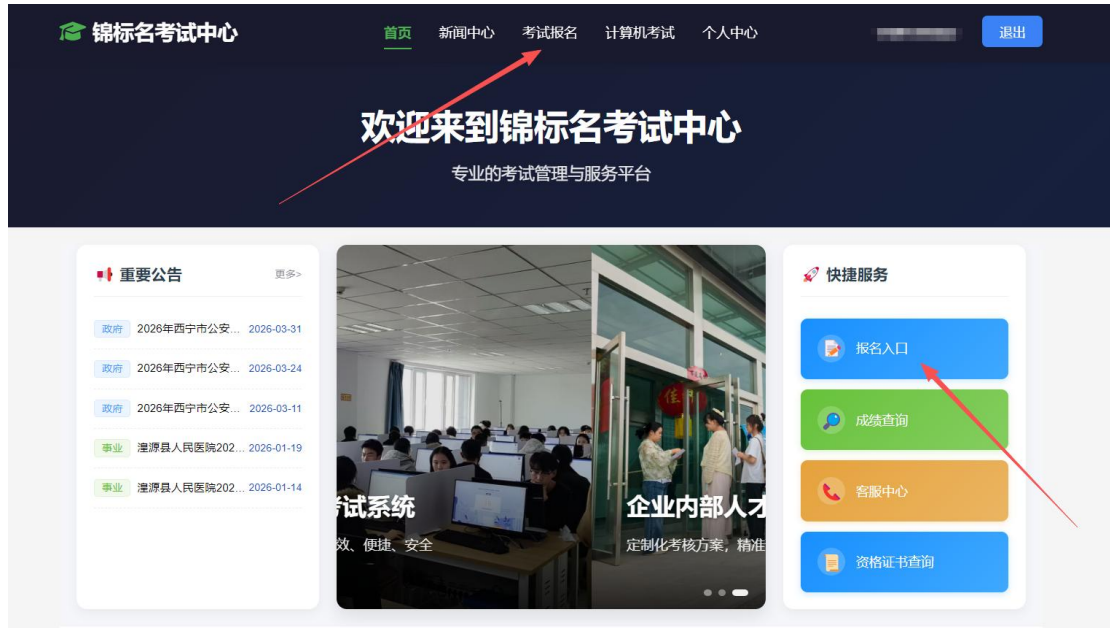 锦标名考试中心
首页 新闻中心 考试报名 计算机考试 个人中心 退出
欢迎来到锦标名考试中心
专业的考试管理与服务平台
重要公告 更多>
政府 2026年西宁市公安... 2026-03-31
政府 2026年西宁市公安... 2026-03-24
政府 2026年西宁市公安... 2026-03-11
事业 湟源县人民医院202... 2026-01-19
事业 湟源县人民医院202... 2026-01-14
考试系统
效、便捷、安全
企业内部人才
定制化考核方案，精准
佳
快捷服务
报名入口
成绩查询
客服中心
资格证书查询